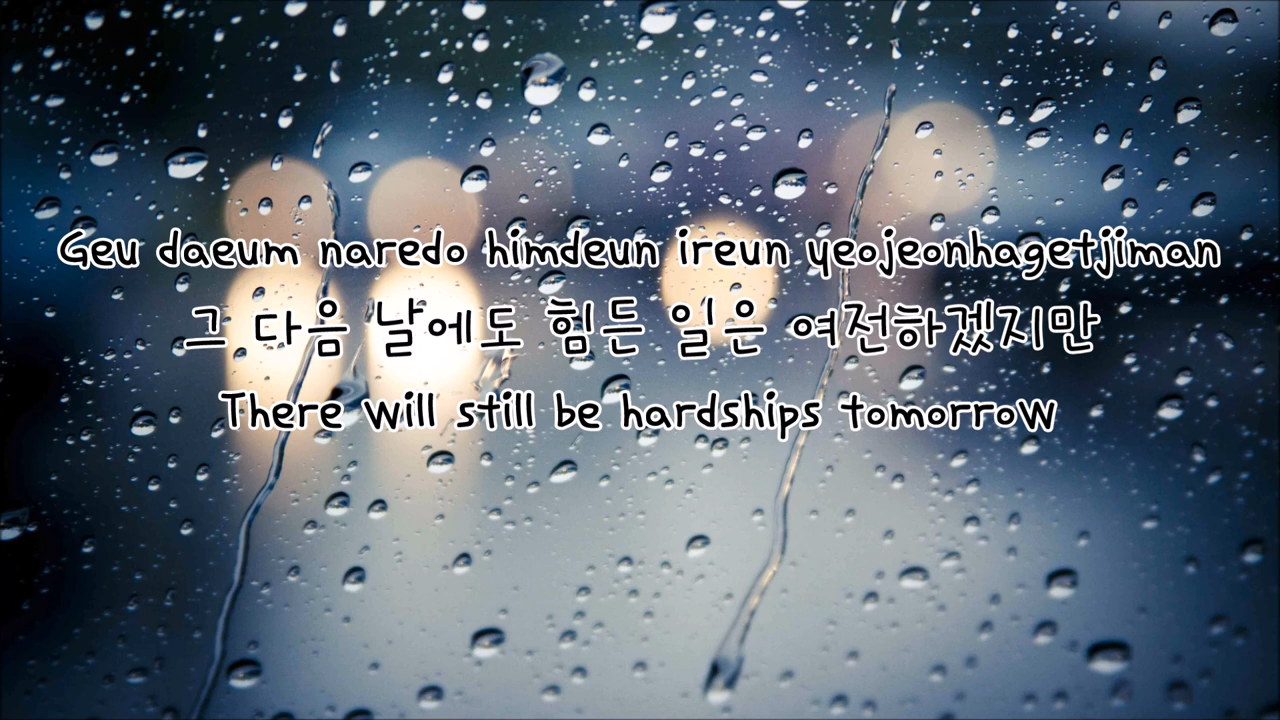 Geu daeum naredo himdeun ireun yeojeonhagetjiman
그 다음 날에도 힘든 일은 여전하겠지만
There will still be hardships tomorrow